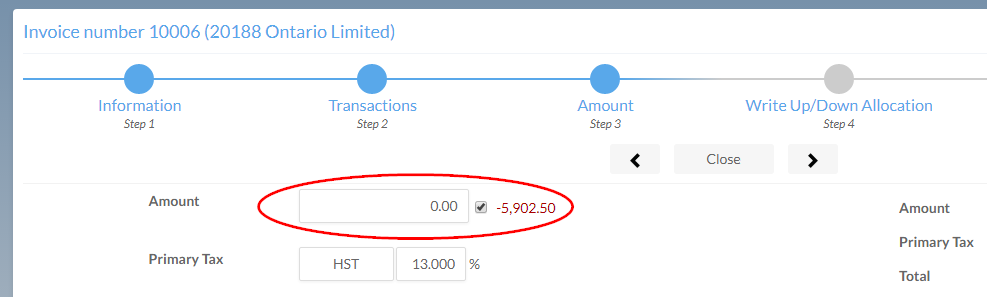 Invoice number 10006 (20188 Ontario Limited)
Information Transactions Amount Write Up/Down Allocation
Step 1 Step 2 Step 3 Step 4
Close
Amount 0.00 -5,902.50 Amount
Primary Tax HST 13.000 % Primary Tax
Total